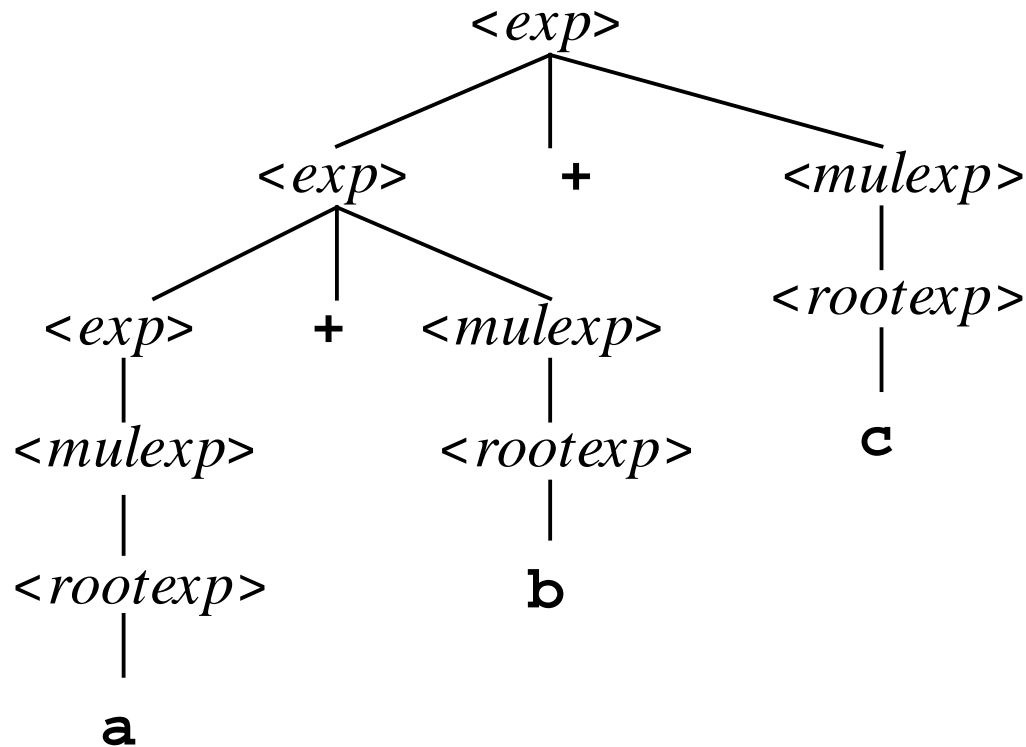 <exp>
<exp> + <mulexp>
<rootexp>
<exp> + <mulexp>
c
<mulexp> <rootexp>
<rootexp> b
a